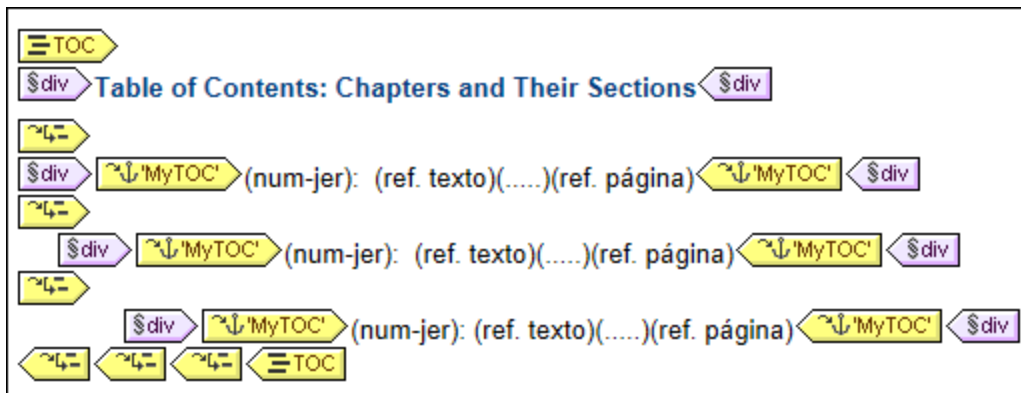 TOC
§div Table of Contents: Chapters and Their Sections §div
§div 'MyTOC' (num-jer): (ref. texto)(.....)(ref. página) 'MyTOC' §div
§div 'MyTOC' (num-jer): (ref. texto)(.....)(ref. página) 'MyTOC' §div
§div 'MyTOC' (num-jer): (ref. texto)(.....)(ref. página) 'MyTOC' §div
TOC